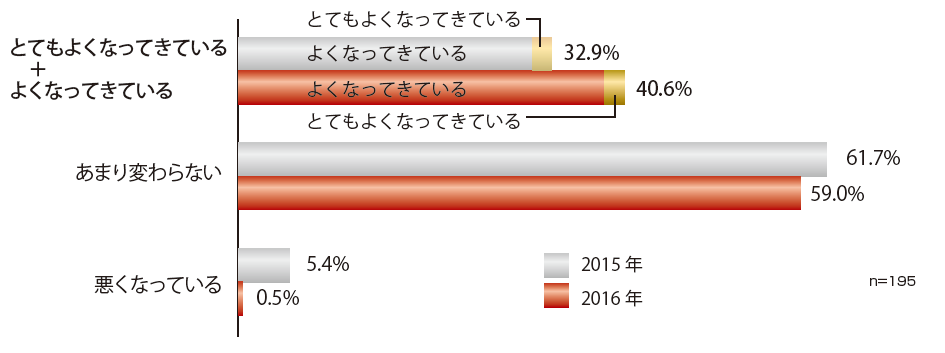 とてもよくなってきている
とてもよくなってきている
+
よくなってきている
よくなってきている
32.9%
よくなってきている
40.6%
とてもよくなってきている
あまり変わらない
61.7%
59.0%
悪くなっている
5.4%
0.5%
2015 年
2016 年
n=195